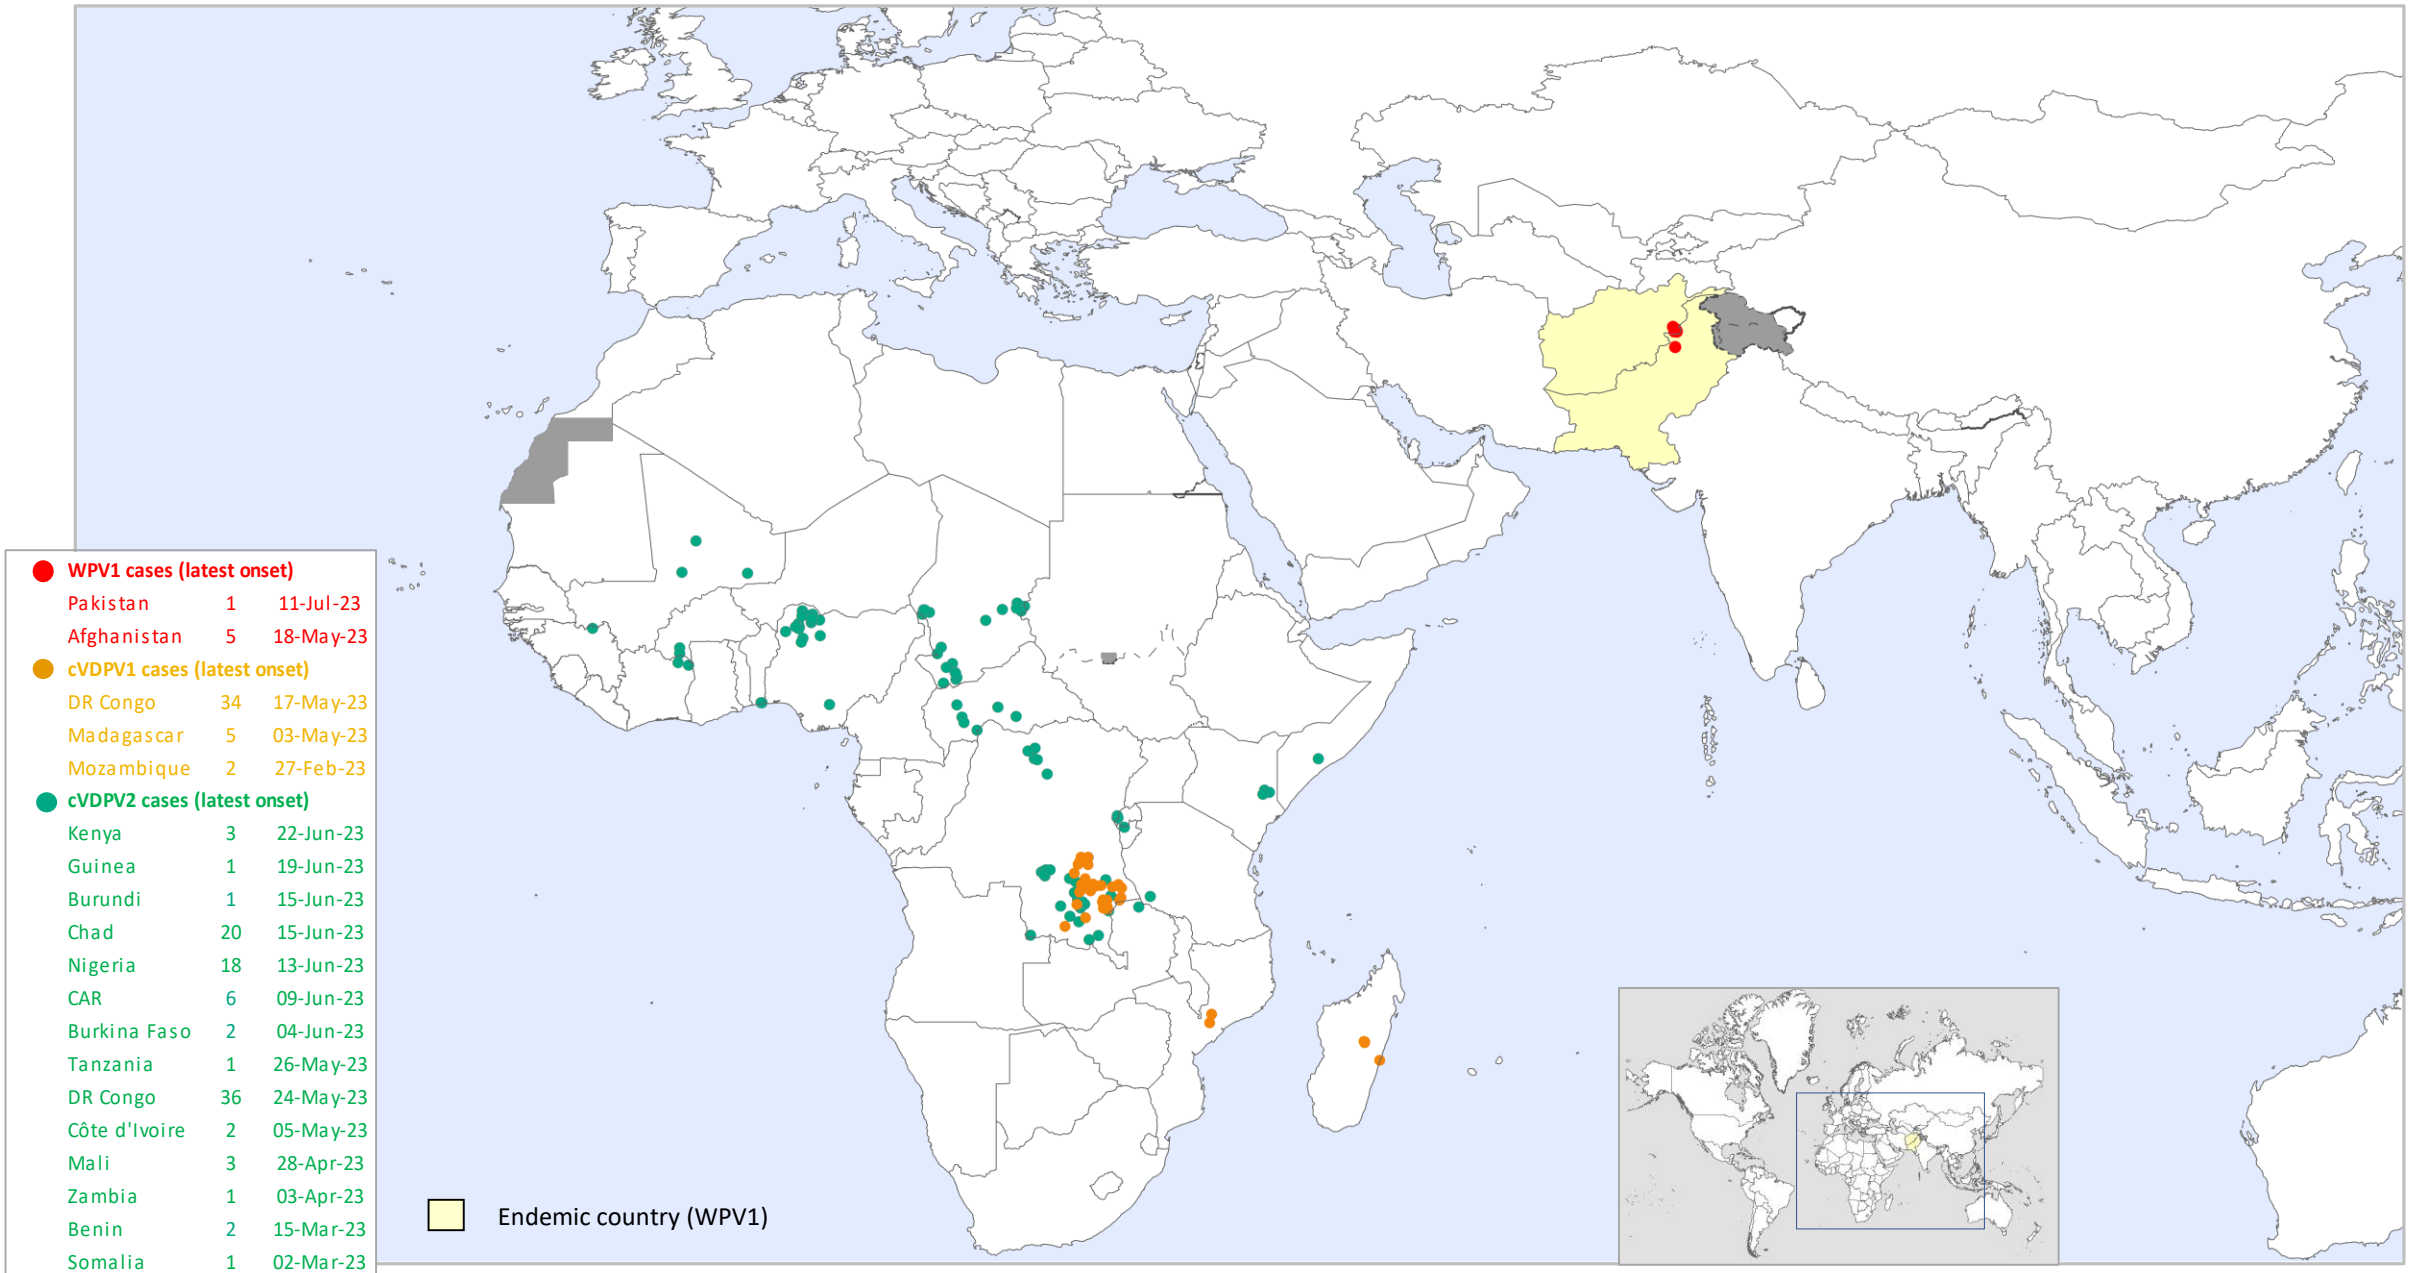 WPV1 cases (latest onset)
Pakistan 1 11-Jul-23
Afghanistan 5 18-May-23
cVDPV1 cases (latest onset)
DR Congo 34 17-May-23
Madagascar 5 03-May-23
Mozambique 2 27-Feb-23
cVDPV2 cases (latest onset)
Kenya 3 22-Jun-23
Guinea 1 19-Jun-23
Burundi 1 15-Jun-23
Chad 20 15-Jun-23
Nigeria 18 13-Jun-23
CAR 6 09-Jun-23
Burkina Faso 2 04-Jun-23
Tanzania 1 26-May-23
DR Congo 36 24-May-23
Côte d'Ivoire 2 05-May-23
Mali 3 28-Apr-23
Zambia 1 03-Apr-23
Benin 2 15-Mar-23
Somalia 1 02-Mar-23
Endemic country (WPV1)